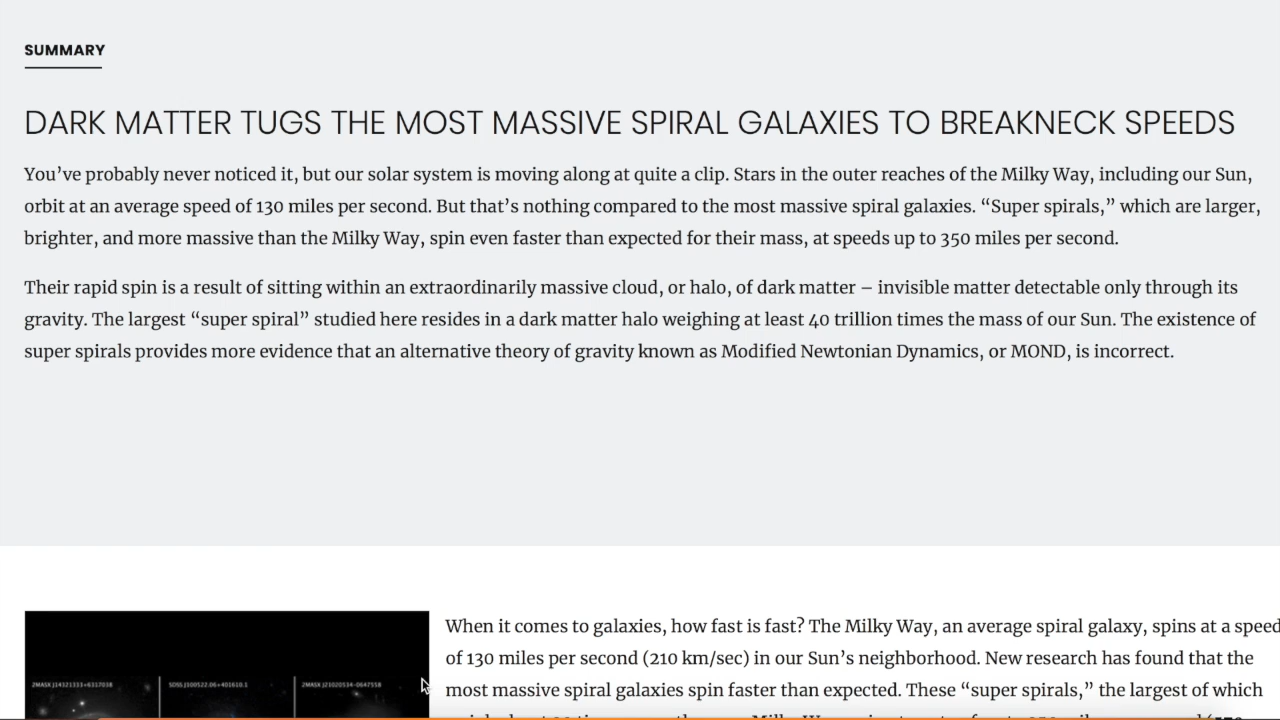 SUMMARY
DARK MATTER TUGS THE MOST MASSIVE SPIRAL GALAXIES TO BREAKNECK SPEEDS
You’ve probably never noticed it, but our solar system is moving along at quite a clip. Stars in the outer reaches of the Milky Way, including our Sun,
orbit at an average speed of 130 miles per second. But that’s nothing compared to the most massive spiral galaxies. “Super spirals,” which are larger,
brighter, and more massive than the Milky Way, spin even faster than expected for their mass, at speeds up to 350 miles per second.
Their rapid spin is a result of sitting within an extraordinarily massive cloud, or halo, of dark matter – invisible matter detectable only through its
gravity. The largest “super spiral” studied here resides in a dark matter halo weighing at least 40 trillion times the mass of our Sun. The existence of
super spirals provides more evidence that an alternative theory of gravity known as Modified Newtonian Dynamics, or MOND, is incorrect.
When it comes to galaxies, how fast is fast? The Milky Way, an average spiral galaxy, spins at a speed
of 130 miles per second (210 km/sec) in our Sun’s neighborhood. New research has found that the
most massive spiral galaxies spin faster than expected. These “super spirals,” the largest of which